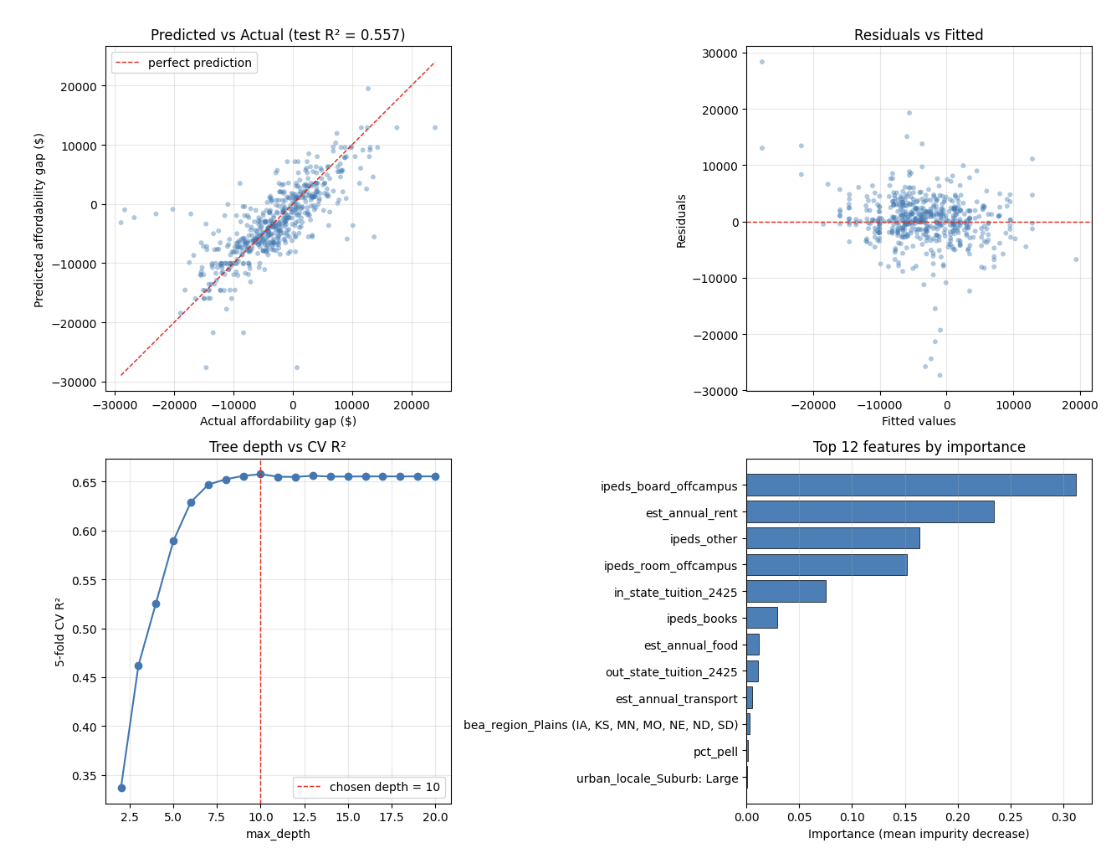 Predicted vs Actual (test R² = 0.557)
perfect prediction
Predicted affordability gap ($)
20000
10000
0
−10000
−20000
−30000
−30000 −20000 −10000 0 10000 20000
Actual affordability gap ($)
Residuals vs Fitted
Residuals
30000
20000
10000
0
−10000
−20000
−30000
−20000 −10000 0 10000 20000
Fitted values
Tree depth vs CV R²
5-fold CV R²
0.65
0.60
0.55
0.50
0.45
0.40
0.35
chosen depth = 10
2.5 5.0 7.5 10.0 12.5 15.0 17.5 20.0
max_depth
Top 12 features by importance
ipeds_board_offcampus
est_annual_rent
ipeds_other
ipeds_room_offcampus
in_state_tuition_2425
ipeds_books
est_annual_food
out_state_tuition_2425
est_annual_transport
bea_region_Plains (IA, KS, MN, MO, NE, ND, SD)
pct_pell
urban_locale_Suburb: Large
0.00 0.05 0.10 0.15 0.20 0.25 0.30
Importance (mean impurity decrease)